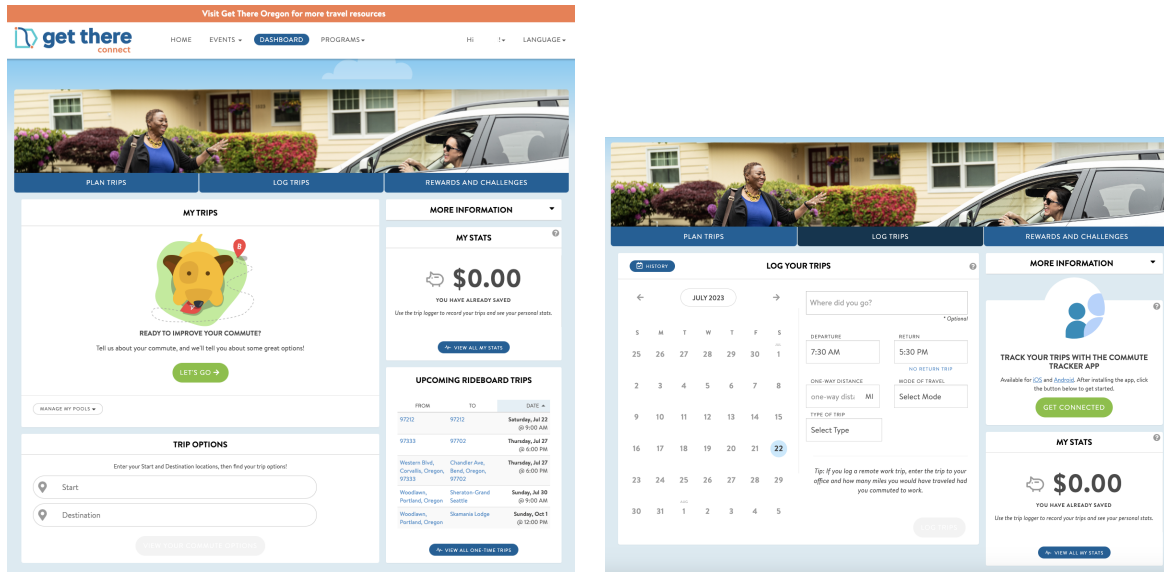 Visit Get There Oregon for more travel resources
get there
connect
HOME
EVENTS
DASHBOARD
PROGRAMS
Hi
!
LANGUAGE
PLAN TRIPS
LOG TRIPS
REWARDS AND CHALLENGES
MY TRIPS
READY TO IMPROVE YOUR COMMUTE?
Tell us about your commute, and we'll tell you about some great options!
LET'S GO →
MANAGE MY POOLS
TRIP OPTIONS
Enter your Start and Destination locations, then find your trip options!
Start
Destination
MORE INFORMATION
MY STATS
?
$0.00
YOU HAVE ALREADY SAVED
Use the trip logger to record your trips and see your personal stats.
VIEW ALL MY STATS
UPCOMING RIDEBOARD TRIPS
FROM TO DATE
97212 97212 Saturday, Jul 22
@ 9:00 AM
97333 97702 Thursday, Jul 27
@ 6:00 PM
Western Blvd, Chandler Ave, Thursday, Jul 27
Corvallis, Oregon, Bend, Oregon, @ 6:00 PM
97333 97702
Woodlawn, Sheraton-Grand Sunday, Jul 30
Portland, Oregon Seattle @ 9:00 AM
Woodlawn, Skamania Lodge Sunday, Oct 1
Portland, Oregon @ 12:00 PM
VIEW ALL ONE-TIME TRIPS
PLAN TRIPS
LOG TRIPS
REWARDS AND CHALLENGES
HISTORY
LOG YOUR TRIPS
?
← JULY 2023 →
S M T W T F S
JUL
25 26 27 28 29 30 1
2 3 4 5 6 7 8
9 10 11 12 13 14 15
16 17 18 19 20 21 22
23 24 25 26 27 28 29
AUG
30 31 1 2 3 4 5
Where did you go?
* Optional
DEPARTURE RETURN
7:30 AM 5:30 PM
NO RETURN TRIP
ONE-WAY DISTANCE MODE OF TRAVEL
one-way dist MI Select Mode
TYPE OF TRIP
Select Type
Tip: If you log a remote work trip, enter the trip to your
office and how many miles you would have traveled had
you commuted to work.
MORE INFORMATION
?
TRACK YOUR TRIPS WITH THE COMMUTE
TRACKER APP
Available for iOS and Android. After installing the app, click
the button below to get started.
GET CONNECTED
MY STATS
?
$0.00
YOU HAVE ALREADY SAVED
Use the trip logger to record your trips and see your personal stats.
VIEW ALL MY STATS